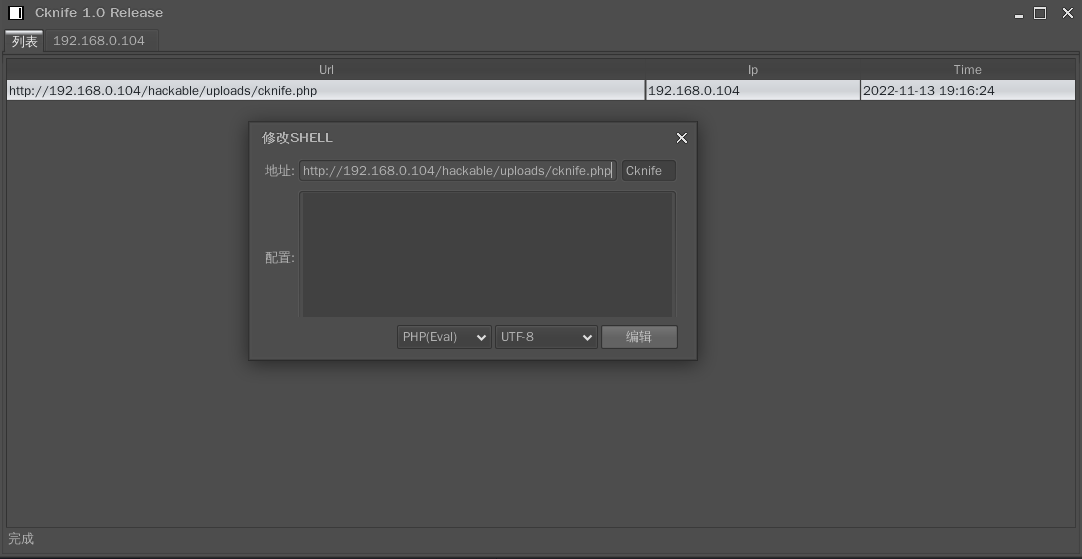 Cknife 1.0 Release
列表 192.168.0.104
Url Ip Time
http://192.168.0.104/hackable/uploads/cknife.php 192.168.0.104 2022-11-13 19:16:24
修改SHELL
地址: http://192.168.0.104/hackable/uploads/cknife.php Cknife
配置:
PHP(Eval) UTF-8 编辑
完成